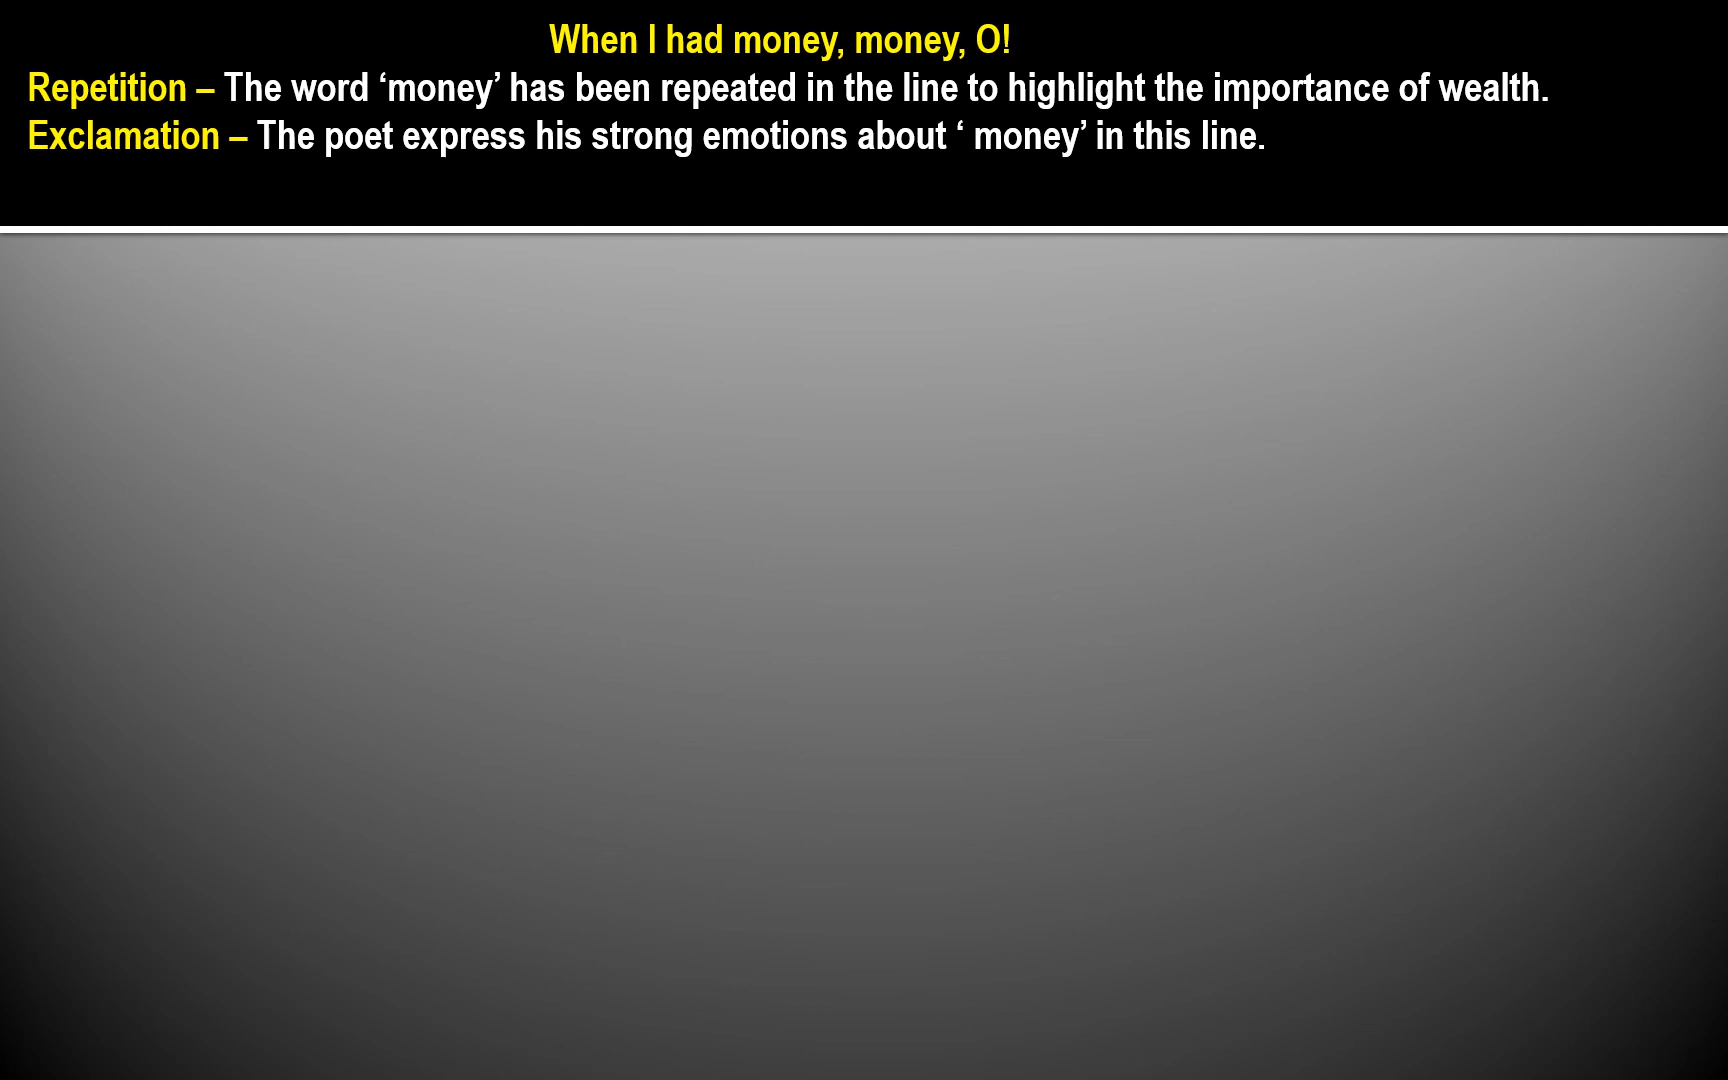 When I had money, money, O!
Repetition – The word ‘money’ has been repeated in the line to highlight the importance of wealth.
Exclamation – The poet express his strong emotions about ‘ money’ in this line.